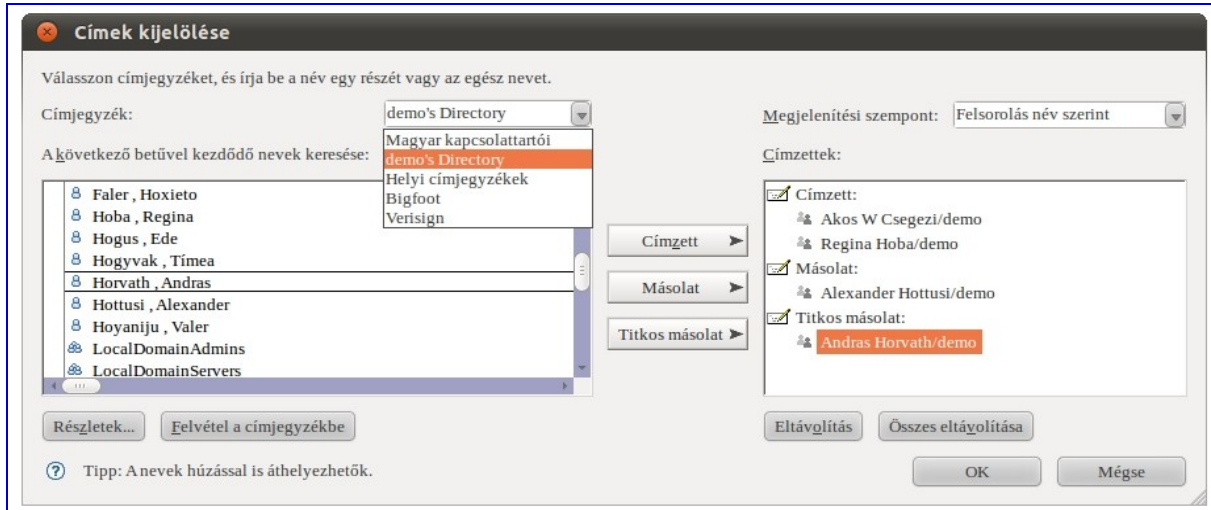 Címek kijelölése
Válasszon címjegyzéket, és írja be a név egy részét vagy az egész nevet.
Címjegyzék:
demo's Directory
Magyar kapcsolattartói
demo's Directory
Helyi címjegyzékek
Bigfoot
Verisign
A következő betűvel kezdődő nevek keresése:
Faler , Hoxieto
Hoba , Regina
Hogus , Ede
Hogyvak , Tímea
Horvath , Andras
Hottusi , Alexander
Hoyaniju , Valer
LocalDomainAdmins
LocalDomainServers
Címzett
Másolat
Titkos másolat
Megjelenítési szempont: Felsorolás név szerint
Címzettek:
Címzett:
Akos W Csegezi/demo
Regina Hoba/demo
Másolat:
Alexander Hottusi/demo
Titkos másolat:
Andras Horvath/demo
Részletek...
Felvétel a címjegyzékbe
Eltávolítás
Összes eltávolítása
Tipp: A nevek húzással is áthelyezhetők.
OK
Mégse